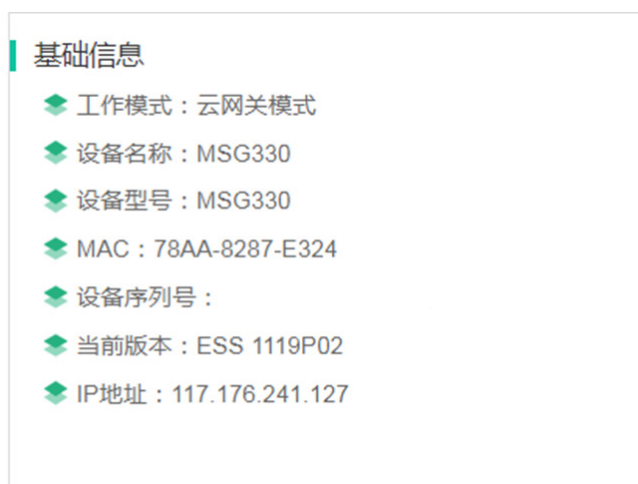 基础信息
工作模式：云网关模式
设备名称：MSG330
设备型号：MSG330
MAC：78AA-8287-E324
设备序列号：
当前版本：ESS 1119P02
IP地址：117.176.241.127